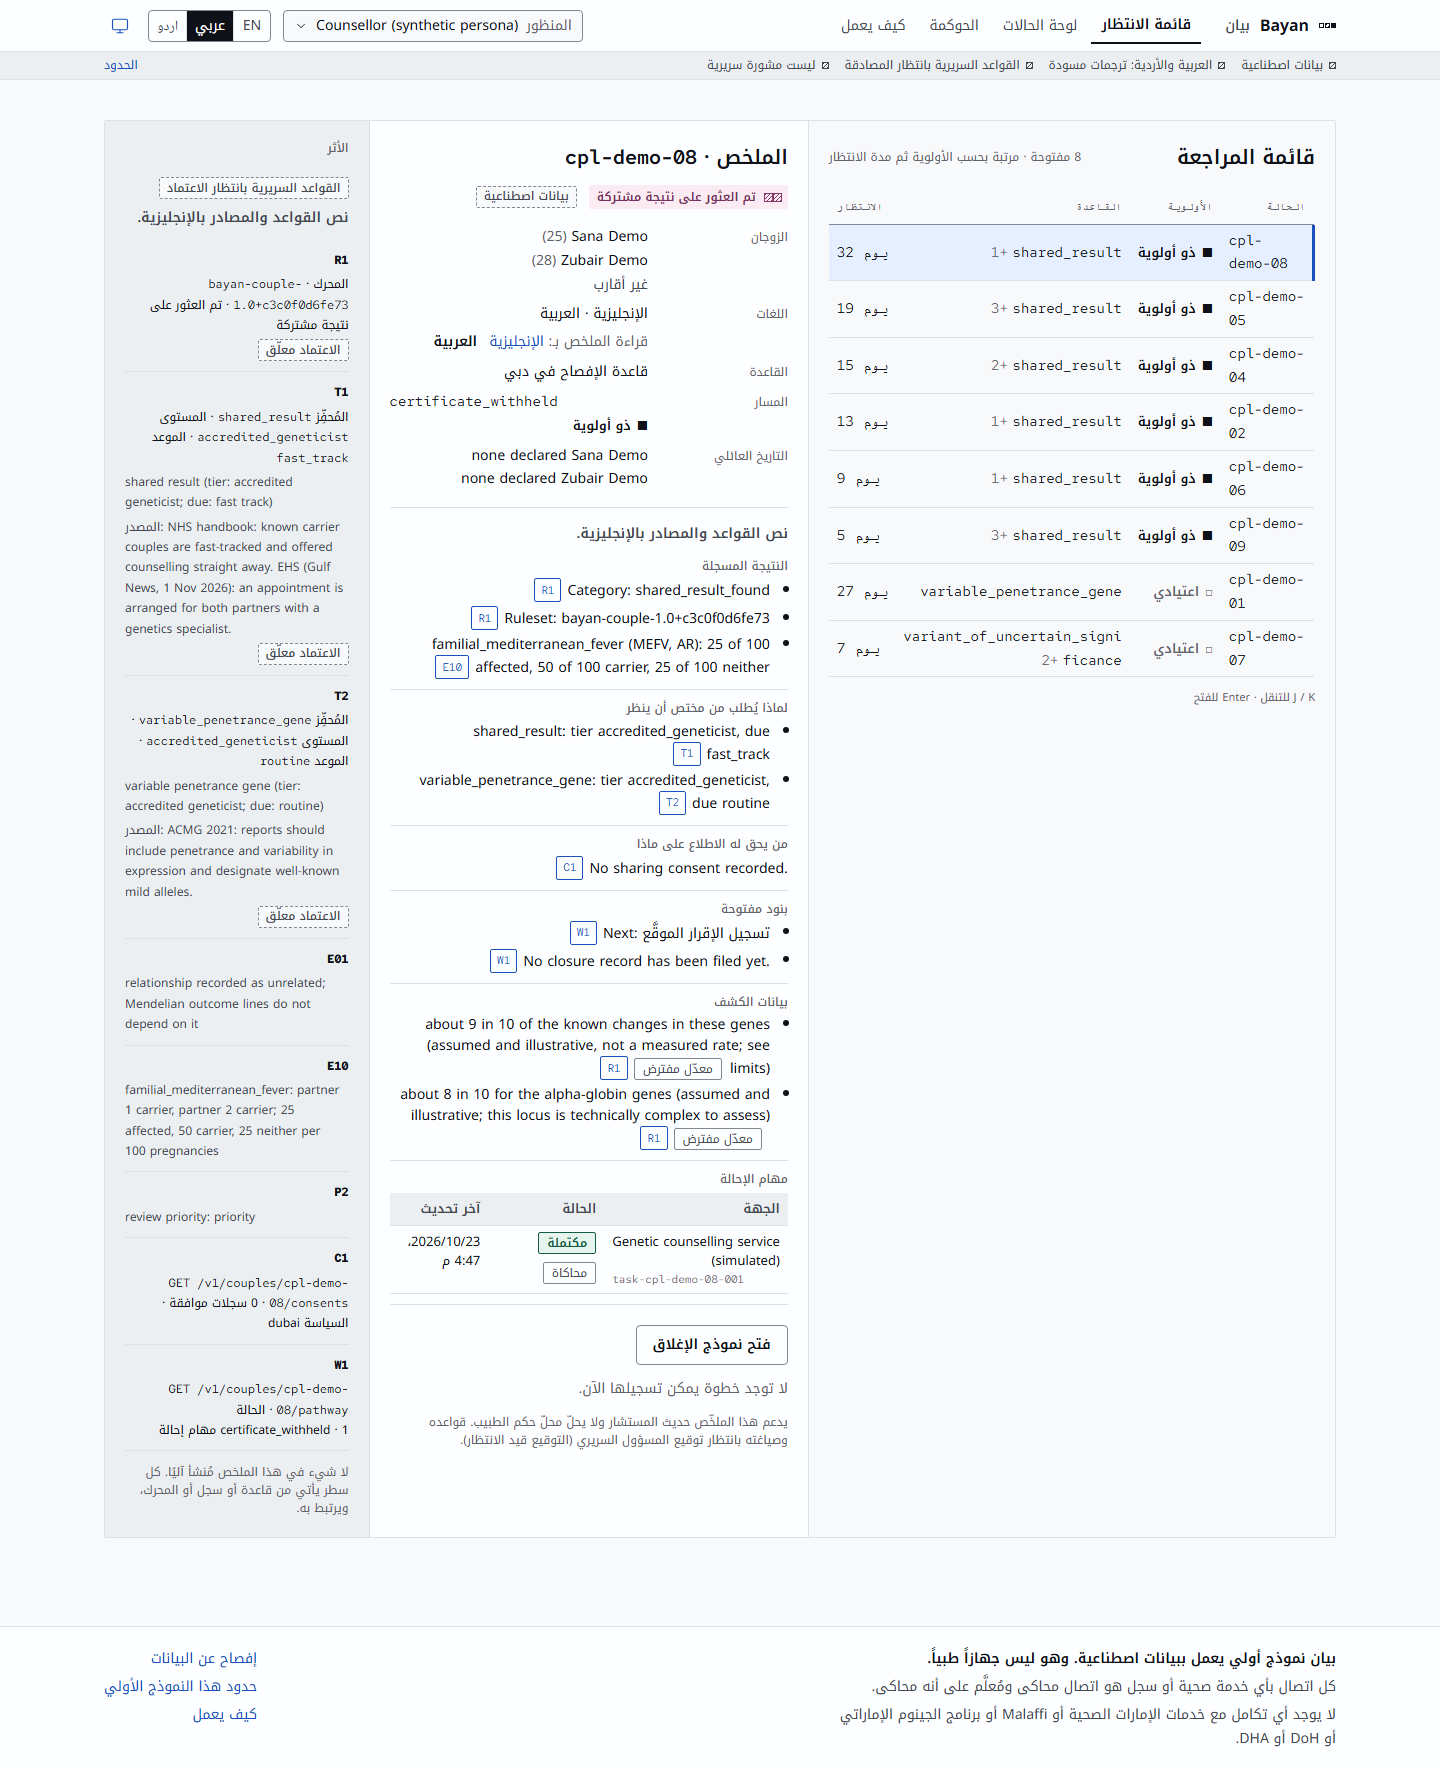 Bayan بيان
قائمة الانتظار
لوحة الحالات
الحوكمة
كيف يعمل
المنظور Counsellor (synthetic persona)
EN
عربي
اردو
بيانات اصطناعية
العربية والأردية: ترجمات مسودة
القواعد السريرية بانتظار المصادقة
ليست مشورة سريرية
الحدود
قائمة المراجعة
8 مفتوحة · مرتبة بحسب الأولوية ثم مدة الانتظار
الحالة الأولوية القاعدة الانتظار
cpl-
demo-08
ذو أولوية
shared_result +1
32 يوم
cpl-demo-
05
ذو أولوية
shared_result +3
19 يوم
cpl-demo-
04
ذو أولوية
shared_result +2
15 يوم
cpl-demo-
02
ذو أولوية
shared_result +1
13 يوم
cpl-demo-
06
ذو أولوية
shared_result +1
9 يوم
cpl-demo-
09
ذو أولوية
shared_result +3
5 يوم
cpl-demo-
01
اعتيادي
variable_penetrance_gene
27 يوم
cpl-demo-
07
اعتيادي
variant_of_uncertain_signi
ficance +2
7 يوم
J / K للتنقل · Enter للفتح
الملخص · cpl-demo-08
تم العثور على نتيجة مشتركة
بيانات اصطناعية
الزوجان
Sana Demo (25)
Zubair Demo (28)
غير أقارب
اللغات
الإنجليزية · العربية
قراءة الملخص بـ: الإنجليزية العربية
القاعدة
قاعدة الإفصاح في دبي
المسار
certificate_withheld
ذو أولوية
التاريخ العائلي
none declared Sana Demo
none declared Zubair Demo
نص القواعد والمصادر بالإنجليزية.
النتيجة المسجلة
Category: shared_result_found R1
Ruleset: bayan-couple-1.0+c3c0f0d6fe73 R1
familial_mediterranean_fever (MEFV, AR): 25 of 100
affected, 50 of 100 carrier, 25 of 100 neither E10
لماذا يُطلب من مختص أن ينظر
shared_result: tier accredited_geneticist, due
fast_track T1
variable_penetrance_gene: tier accredited_geneticist,
due routine T2
من يحق له الاطلاع على ماذا
No sharing consent recorded. C1
بنود مفتوحة
Next: تسجيل الإقرار الموقَّع W1
No closure record has been filed yet. W1
بيانات الكشف
about 9 in 10 of the known changes in these genes
(assumed and illustrative, not a measured rate; see
limits) معدّل مفترض R1
about 8 in 10 for the alpha-globin genes (assumed and
illustrative; this locus is technically complex to assess)
معدّل مفترض R1
مهام الإحالة
الجهة الحالة آخر تحديث
Genetic counselling service
(simulated)
task-cpl-demo-08-001
مكتملة
محاكاة
2026/10/23،
4:47 م
فتح نموذج الإغلاق
لا توجد خطوة يمكن تسجيلها الآن.
يدعم هذا الملخّص حديث المستشار ولا يحلّ محلّ حكم الطبيب. قواعده
وصياغته بانتظار توقيع المسؤول السريري (التوقيع قيد الانتظار).
الأثر
القواعد السريرية بانتظار الاعتماد
نص القواعد والمصادر بالإنجليزية.
R1
المحرك · bayan-couple-
1.0+c3c0f0d6fe73 · تم العثور على
نتيجة مشتركة
الاعتماد معلّق
T1
المُحفِّز shared_result · المستوى
accredited_geneticist · الموعد
fast_track
shared result (tier: accredited
geneticist; due: fast track)
المصدر: NHS handbook: known carrier
couples are fast-tracked and offered
counselling straight away. EHS (Gulf
News, 1 Nov 2026): an appointment is
arranged for both partners with a
genetics specialist.
الاعتماد معلّق
T2
المُحفِّز variable_penetrance_gene ·
المستوى accredited_geneticist ·
الموعد routine
variable penetrance gene (tier:
accredited geneticist; due: routine)
المصدر: ACMG 2021: reports should
include penetrance and variability in
expression and designate well-known
mild alleles.
الاعتماد معلّق
E01
relationship recorded as unrelated;
Mendelian outcome lines do not
depend on it
E10
familial_mediterranean_fever: partner
1 carrier, partner 2 carrier; 25
affected, 50 carrier, 25 neither per
100 pregnancies
P2
review priority: priority
C1
GET /v1/couples/cpl-demo-
08/consents · 0 سجلات موافقة ·
السياسة dubai
W1
GET /v1/couples/cpl-demo-
08/pathway · الحالة
certificate_withheld · 1 مهام إحالة
لا شيء في هذا الملخص مُنشأ آليًا. كل
سطر يأتي من قاعدة أو سجل أو المحرك،
ويرتبط به.
بيان نموذج أولي يعمل ببيانات اصطناعية. وهو ليس جهازاً طبياً.
كل اتصال بأي خدمة صحية أو سجل هو اتصال محاكى ومُعلَّم على أنه محاكى.
لا يوجد أي تكامل مع خدمات الإمارات الصحية أو Malaffi أو برنامج الجينوم الإماراتي
أو DoH أو DHA.
إفصاح عن البيانات
حدود هذا النموذج الأولي
كيف يعمل